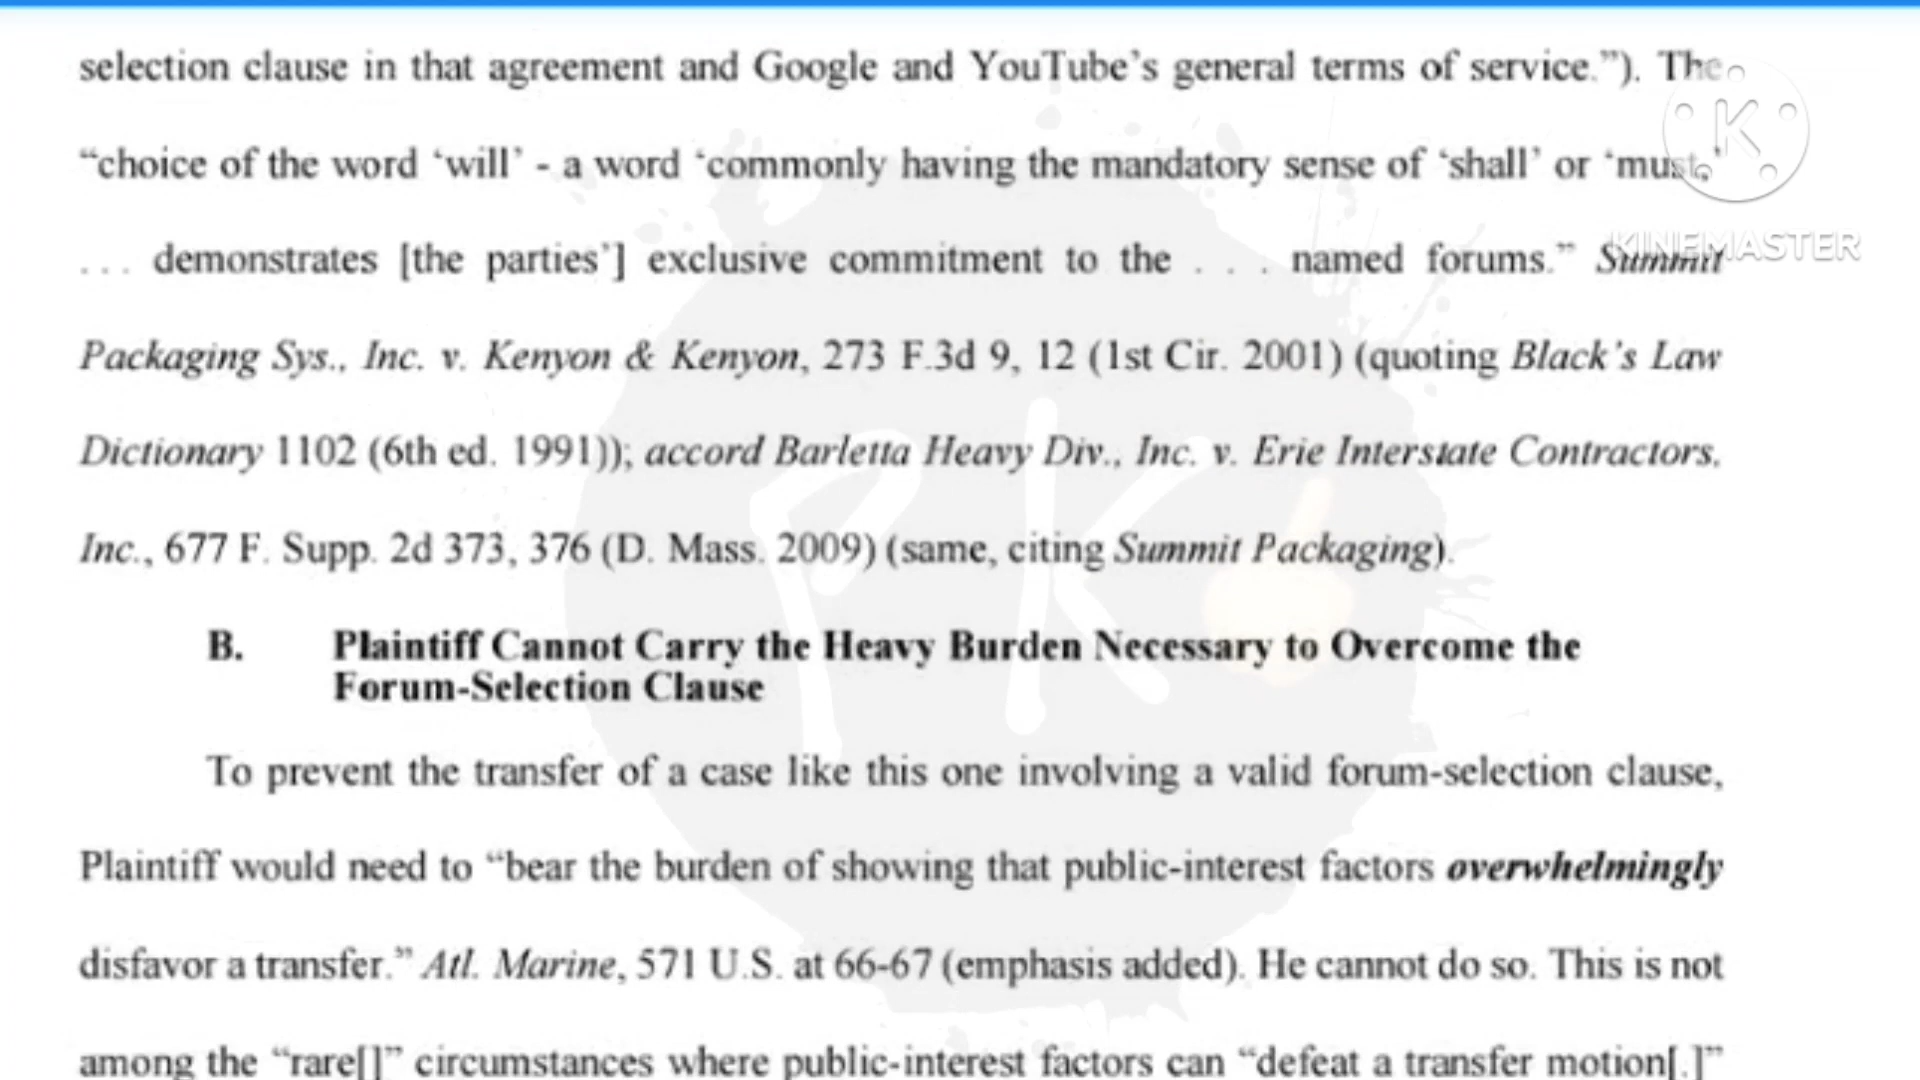 selection clause in that agreement and Google and YouTube’s general terms of service.”). The
“choice of the word ‘will’ - a word ‘commonly having the mandatory sense of ‘shall’ or ‘must,’
... demonstrates [the parties’] exclusive commitment to the . . . named forums.” Summit
Packaging Sys., Inc. v. Kenyon & Kenyon, 273 F.3d 9, 12 (1st Cir. 2001) (quoting Black’s Law
Dictionary 1102 (6th ed. 1991)); accord Barletta Heavy Div., Inc. v. Erie Interstate Contractors,
Inc., 677 F. Supp. 2d 373, 376 (D. Mass. 2009) (same, citing Summit Packaging).
B. Plaintiff Cannot Carry the Heavy Burden Necessary to Overcome the
Forum-Selection Clause
To prevent the transfer of a case like this one involving a valid forum-selection clause,
Plaintiff would need to “bear the burden of showing that public-interest factors overwhelmingly
disfavor a transfer.” Atl. Marine, 571 U.S. at 66-67 (emphasis added). He cannot do so. This is not
among the “rare[]” circumstances where public-interest factors can “defeat a transfer motion[.]”
K
KINEMASTER
PK